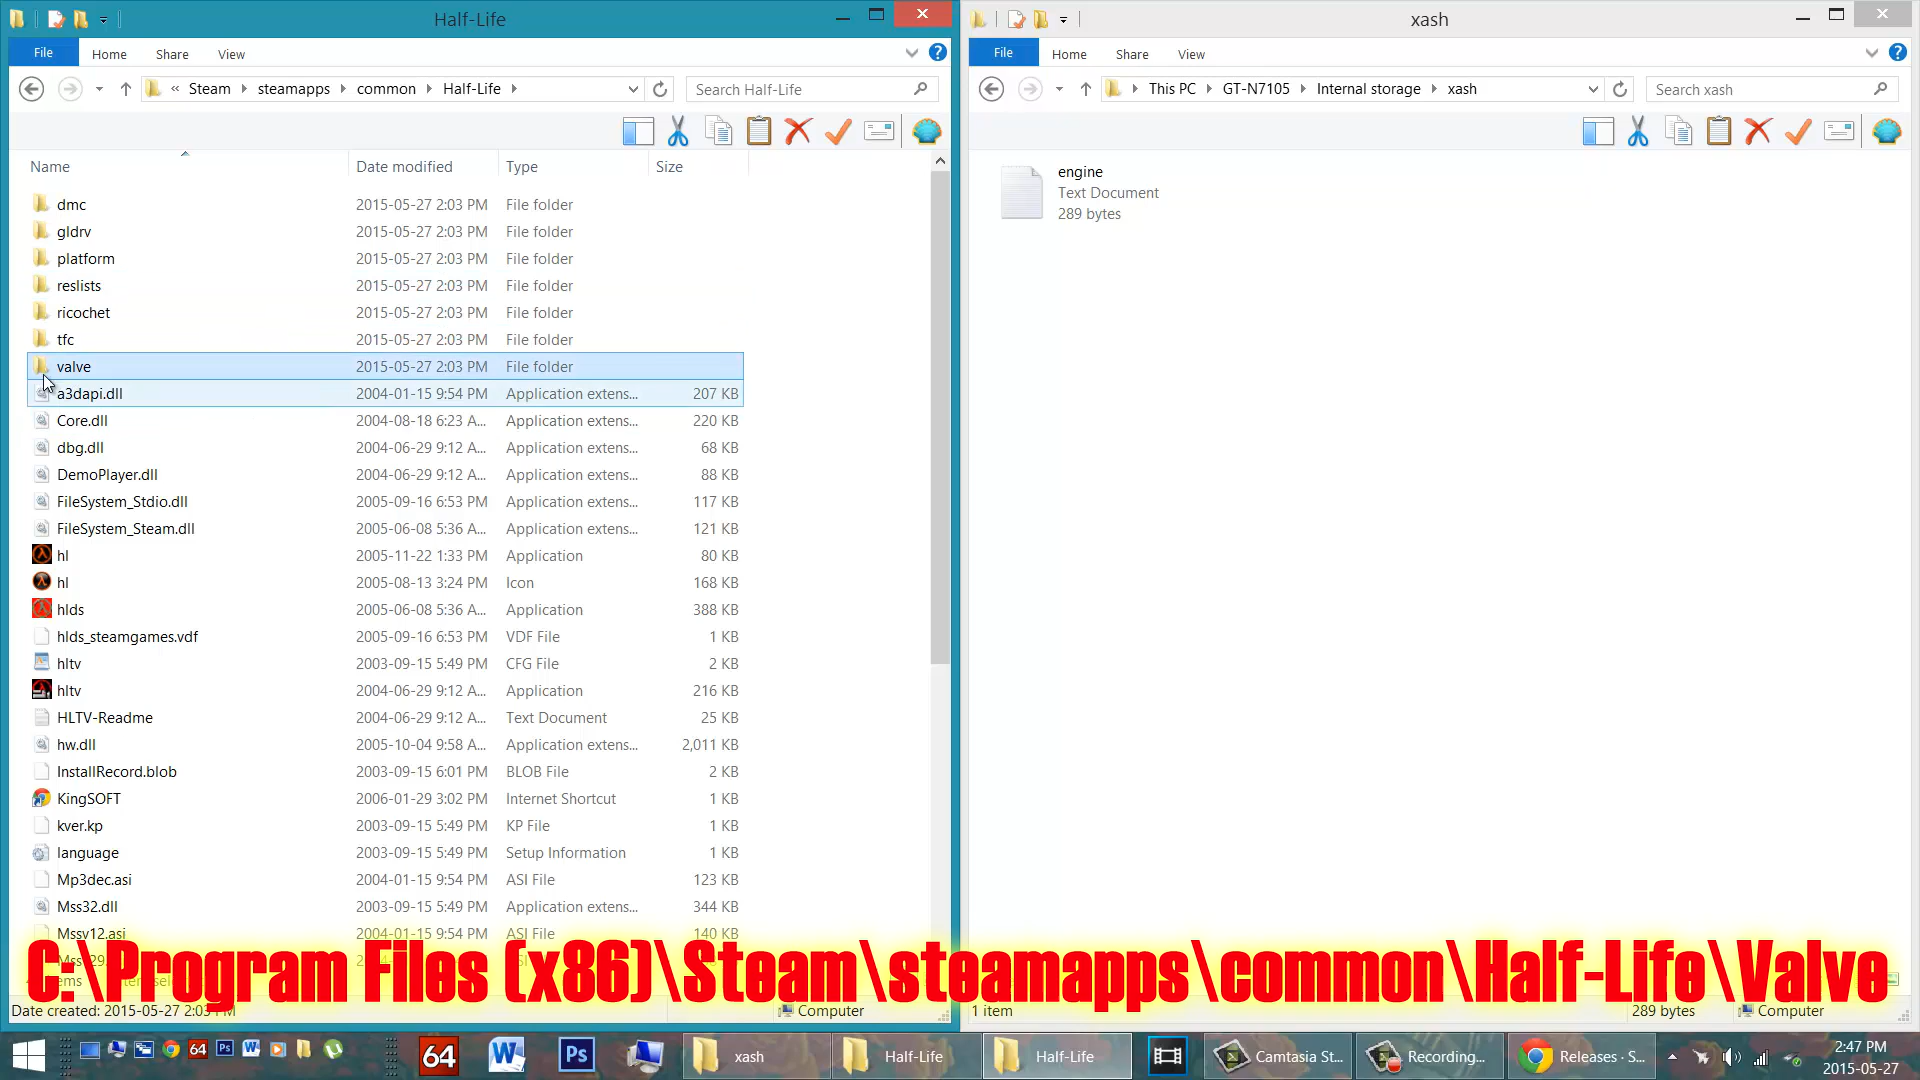 Half-Life
File Home Share View
« Steam steamapps common Half-Life Search Half-Life
Name Date modified Type Size
dmc 2015-05-27 2:03 PM File folder
gldrv 2015-05-27 2:03 PM File folder
platform 2015-05-27 2:03 PM File folder
reslists 2015-05-27 2:03 PM File folder
ricochet 2015-05-27 2:03 PM File folder
tfc 2015-05-27 2:03 PM File folder
valve 2015-05-27 2:03 PM File folder
a3dapi.dll 2004-01-15 9:54 PM Application extens... 207 KB
Core.dll 2004-08-18 6:23 A... Application extens... 220 KB
dbg.dll 2004-06-29 9:12 A... Application extens... 68 KB
DemoPlayer.dll 2004-06-29 9:12 A... Application extens... 88 KB
FileSystem_Stdio.dll 2005-09-16 6:53 PM Application extens... 117 KB
FileSystem_Steam.dll 2005-06-08 5:36 A... Application extens... 121 KB
hl 2005-11-22 1:33 PM Application 80 KB
hl 2005-08-13 3:24 PM Icon 168 KB
hlds 2005-06-08 5:36 A... Application 388 KB
hlds_steamgames.vdf 2005-09-16 6:53 PM VDF File 1 KB
hltv 2003-09-15 5:49 PM CFG File 2 KB
hltv 2004-06-29 9:12 A... Application 216 KB
HLTV-Readme 2004-06-29 9:12 A... Text Document 25 KB
hw.dll 2005-10-04 9:58 A... Application extens... 2,011 KB
InstallRecord.blob 2003-09-15 6:01 PM BLOB File 2 KB
KingSOFT 2006-01-29 3:02 PM Internet Shortcut 1 KB
kver.kp 2003-09-15 5:49 PM KP File 1 KB
language 2003-09-15 5:49 PM Setup Information 1 KB
Mp3dec.asi 2004-01-15 9:54 PM ASI File 123 KB
Mss32.dll 2003-09-15 5:49 PM Application extens... 344 KB
Mssv12.asi 2004-01-15 9:54 PM ASI File 140 KB
Date created: 2015-05-27 2:03 PM Computer
xash
File Home Share View
This PC GT-N7105 Internal storage xash Search xash
engine
Text Document
289 bytes
1 item 289 bytes Computer
C:\Program Files (x86)\Steam\steamapps\common\Half-Life\Valve
64 64 xash Half-Life Half-Life Camtasia St... Recording... Releases · S...
2:47 PM
2015-05-27